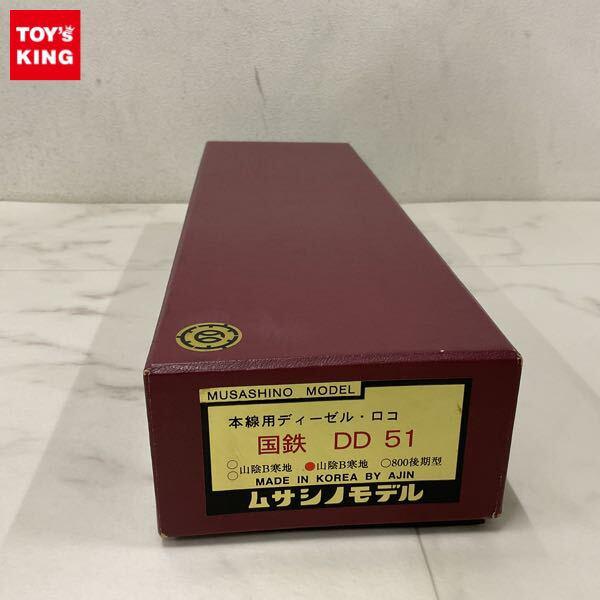 TOY's
KING
MUSASHINO MODEL
本線用ディーゼル・ロコ
国鉄 DD 51
○山陰B寒地 ●山陰B寒地 ○800後期型
○
MADE IN KOREA BY AJIN
ムサシノモデル